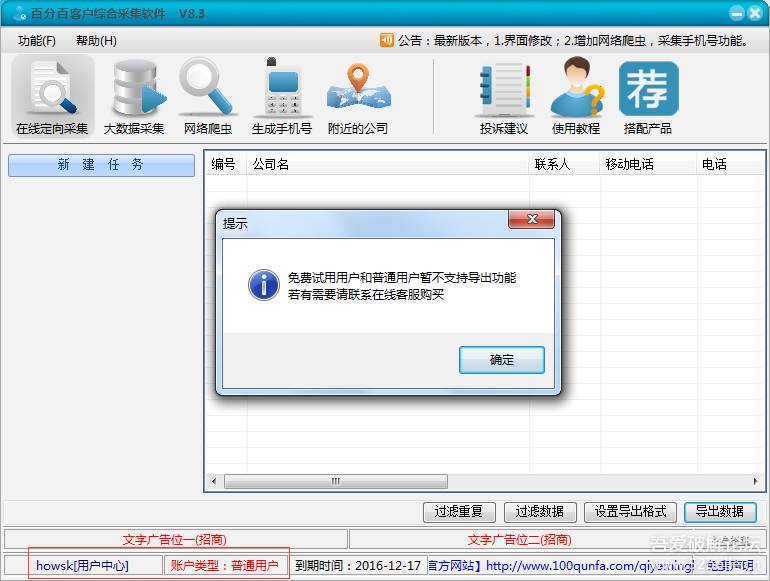 百分百客户综合采集软件 V8.3
功能(F) 帮助(H) 公告：最新版本，1.界面修改；2.增加网络爬虫，采集手机号功能。
在线定向采集 大数据采集 网络爬虫 生成手机号 附近的公司 投诉建议 使用教程 搭配产品
荐
新 建 任 务
编号 公司名 联系人 移动电话 电话
提示
免费试用用户和普通用户暂不支持导出功能
若有需要请联系在线客服购买
确定
过滤重复 过滤数据 设置导出格式 导出数据
文字广告位一(招商) 文字广告位二(招商)
吾爱破解论坛
howsk[用户中心] 账户类型：普通用户 到期时间：2016-12-17 官方网站】http://www.100qunfa.com/qiyeming/ 免责声明